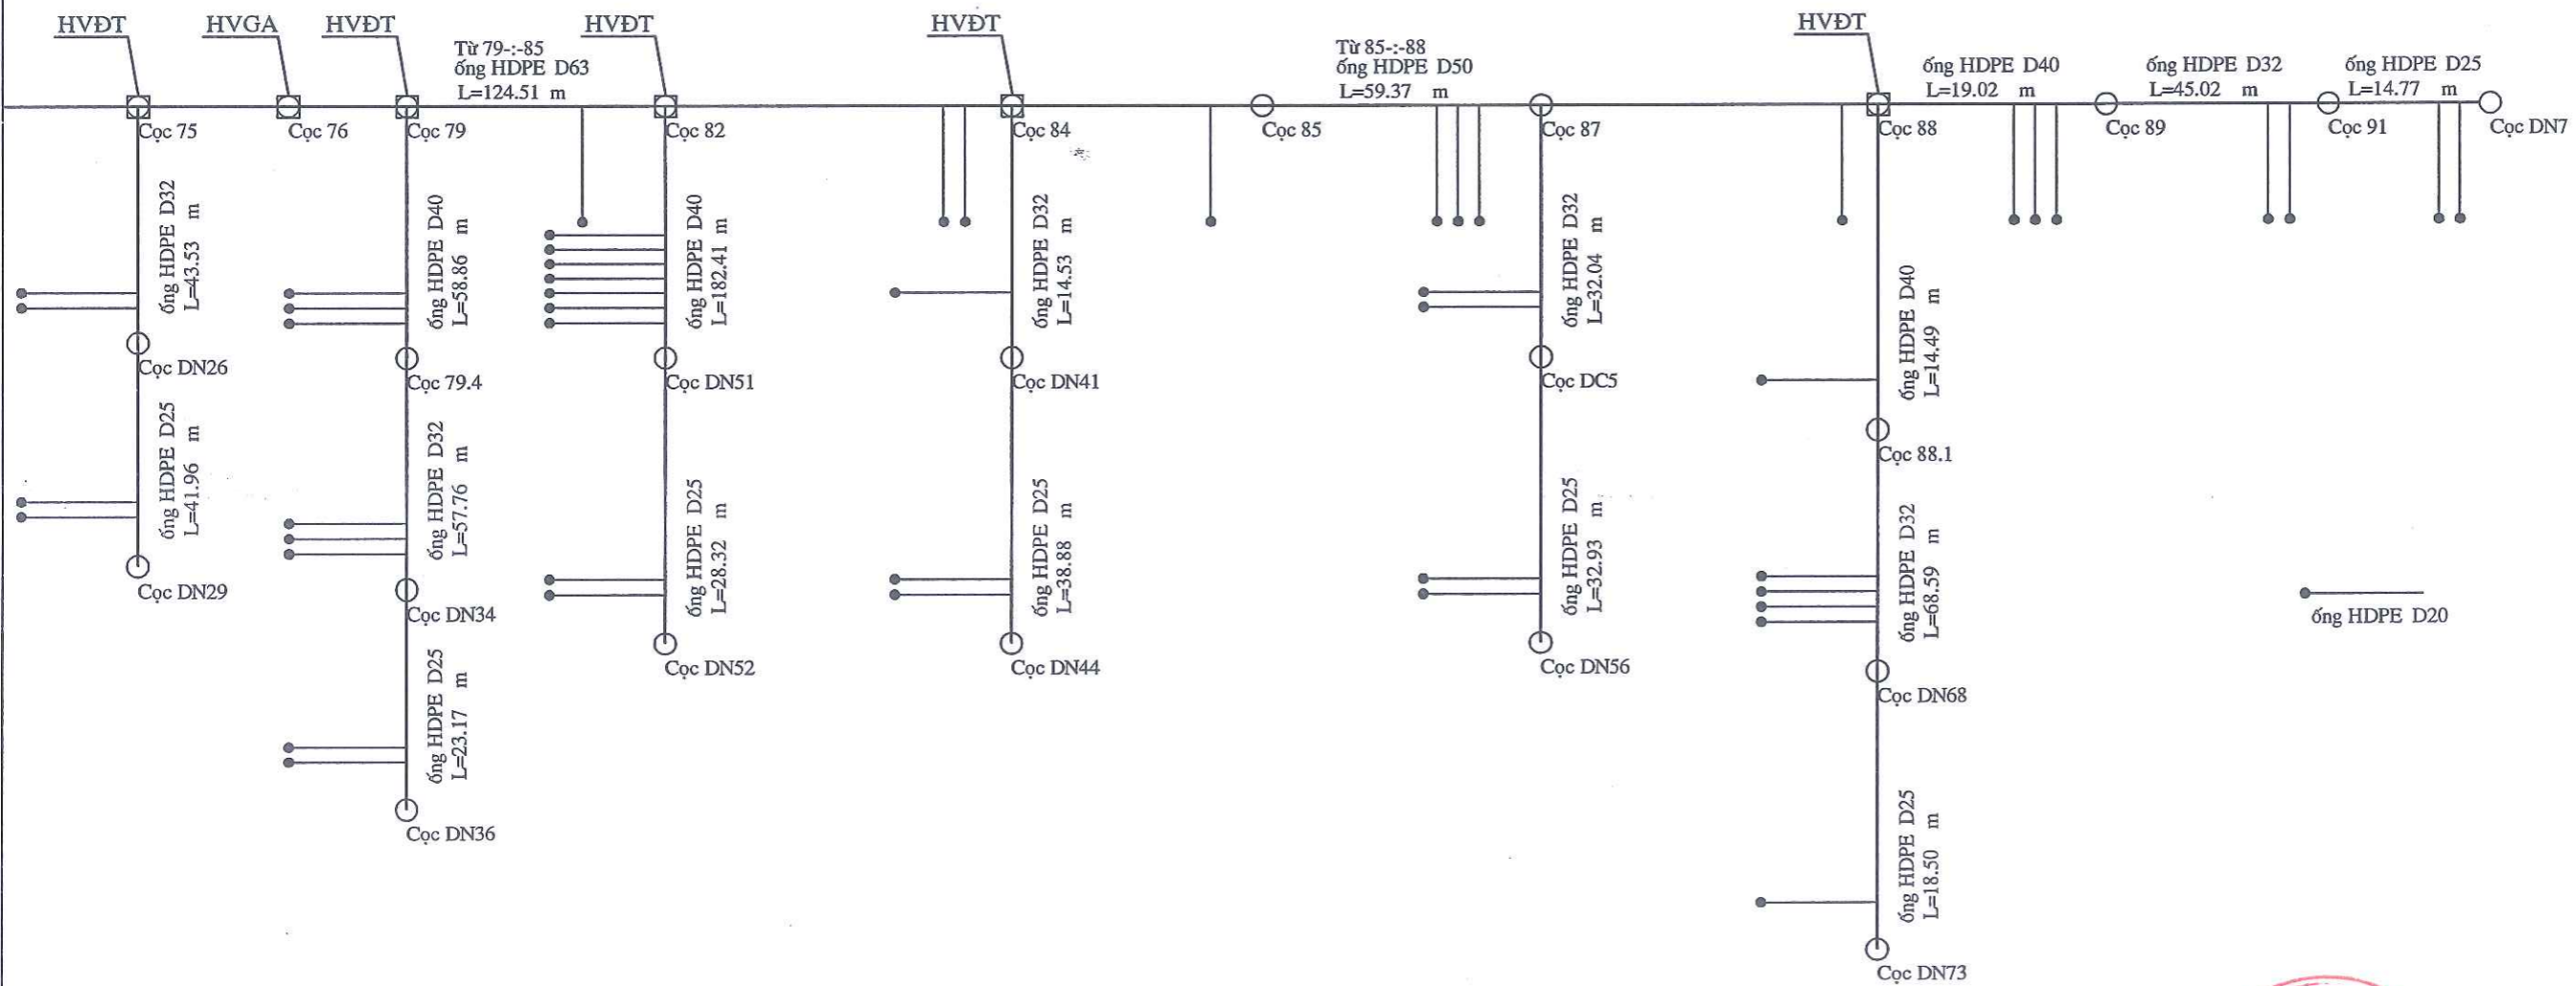 HVĐT
HVGA
HVĐT
HVĐT
HVĐT
HVĐT
Từ 79-:-85
ống HDPE D63
L=124.51 m
Từ 85-:-88
ống HDPE D50
L=59.37 m
ống HDPE D40
L=19.02 m
ống HDPE D32
L=45.02 m
ống HDPE D25
L=14.77 m
Cọc 75
Cọc 76
Cọc 79
Cọc 82
Cọc 84
Cọc 85
Cọc 87
Cọc 88
Cọc 89
Cọc 91
Cọc DN7
ống HDPE D32
L=43.53 m
Cọc DN26
ống HDPE D25
L=41.96 m
Cọc DN29
ống HDPE D40
L=58.86 m
Cọc 79.4
ống HDPE D32
L=57.76 m
Cọc DN34
ống HDPE D25
L=23.17 m
Cọc DN36
ống HDPE D40
L=182.41 m
Cọc DN51
ống HDPE D25
L=28.32 m
Cọc DN52
ống HDPE D32
L=14.53 m
Cọc DN41
ống HDPE D25
L=38.88 m
Cọc DN44
ống HDPE D32
L=32.04 m
Cọc DC5
ống HDPE D25
L=32.93 m
Cọc DN56
ống HDPE D40
L=14.49 m
Cọc 88.1
ống HDPE D32
L=68.59 m
Cọc DN68
ống HDPE D25
L=18.50 m
Cọc DN73
ống HDPE D20